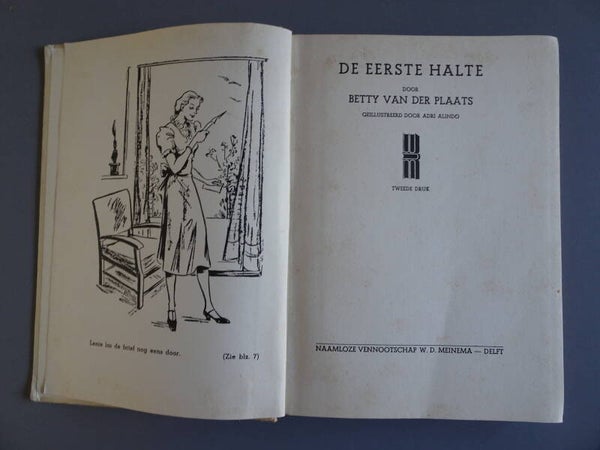 Lenie las de brief nog eens door.
(Zie blz. 7)
DE EERSTE HALTE
DOOR
BETTY VAN DER PLAATS
GEÏLLUSTREERD DOOR ADRI ALINDO
TWEEDE DRUK
NAAMLOZE VENNOOTSCHAP W. D. MEINEMA — DELFT